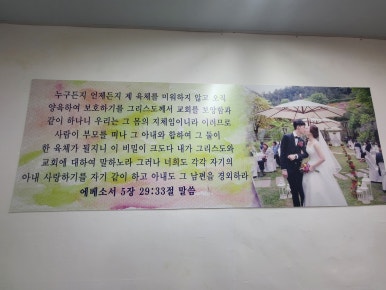 누구든지 언제든지 제 육체를 미워하지 않고 오직
양육하여 보호하기를 그리스도께서 교회를 보양함과
같이 하나니 우리는 그 몸의 지체임이니라 이러므로
사람이 부모를 떠나 그 아내와 합하여 그 둘이
한 육체가 될지니 이 비밀이 크도다 내가 그리스도와
교회에 대하여 말하노라 그러나 너희도 각각 자기의
아내 사랑하기를 자기 같이 하고 아내도 그 남편을 경외하라
에베소서 5장 29:33절 말씀